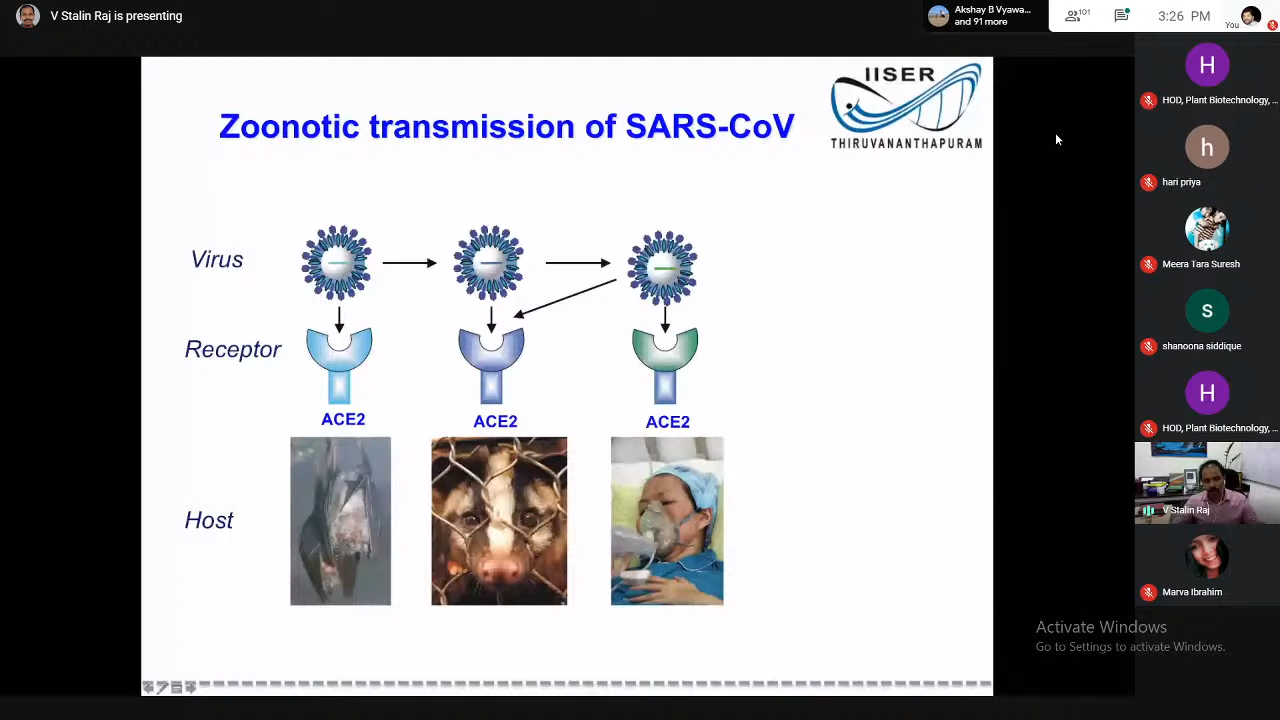 V Stalin Raj is presenting
Akshay B Vyawa...
and 91 more
101
3:26 PM
You
IISER
THIRUVANANTHAPURAM
Zoonotic transmission of SARS-CoV
Virus
Receptor
ACE2
ACE2
ACE2
Host
H
HOD, Plant Biotechnology, ...
h
hari priya
Meera Tara Suresh
s
shanoona siddique
H
HOD, Plant Biotechnology, ...
V Stalin Raj
Marva Ibrahim
Activate Windows
Go to Settings to activate Windows.